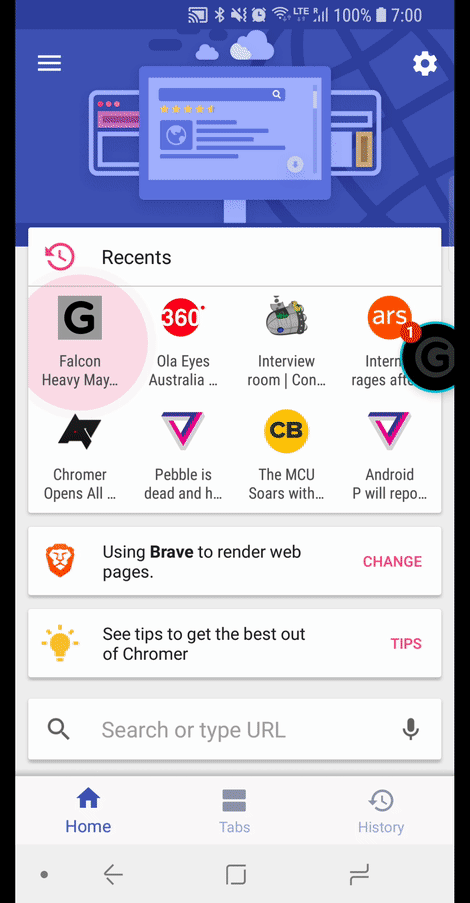 LTE 100% 7:00
Recents
G 360 ars 1
G
Falcon Heavy May...
Ola Eyes Australia ...
Interview room | Con...
rages afte
CB
Chromer Opens All ...
Pebble is dead and h...
The MCU Soars with...
Android P will repo...
Using Brave to render web
pages.
CHANGE
See tips to get the best out
of Chromer
TIPS
Search or type URL
Home
Tabs
History